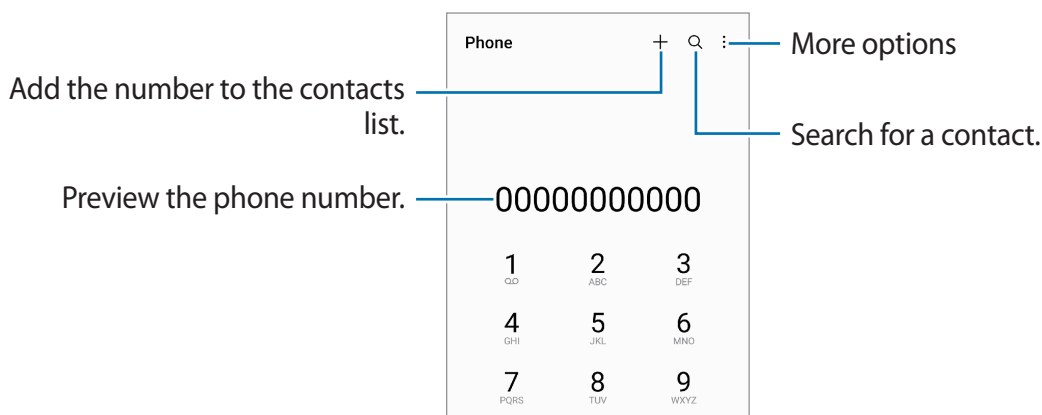 Phone
More options
Add the number to the contacts
list.
Search for a contact.
Preview the phone number.
00000000000
1 2 3
ABC DEF
4 5 6
GHI JKL MNO
7 8 9
PQRS TUV WXYZ